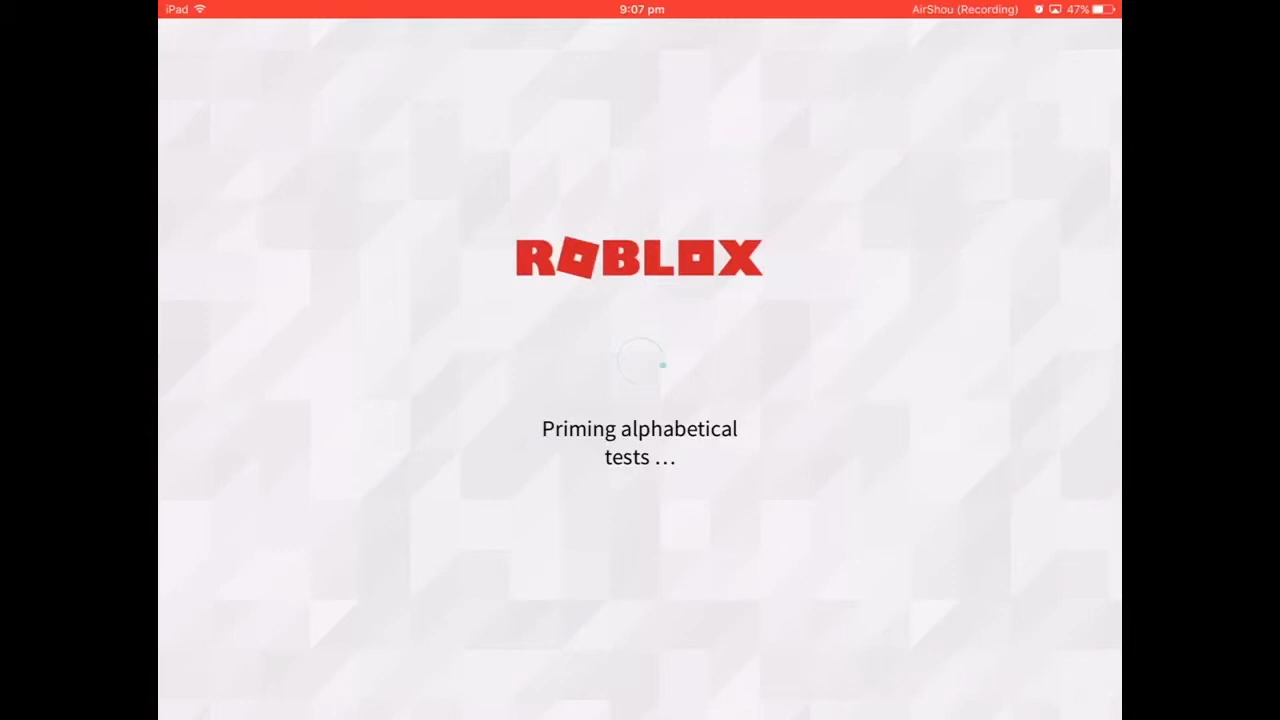 iPad 9:07 pm AirShou (Recording) 47%
ROBLOX
Priming alphabetical
tests ...